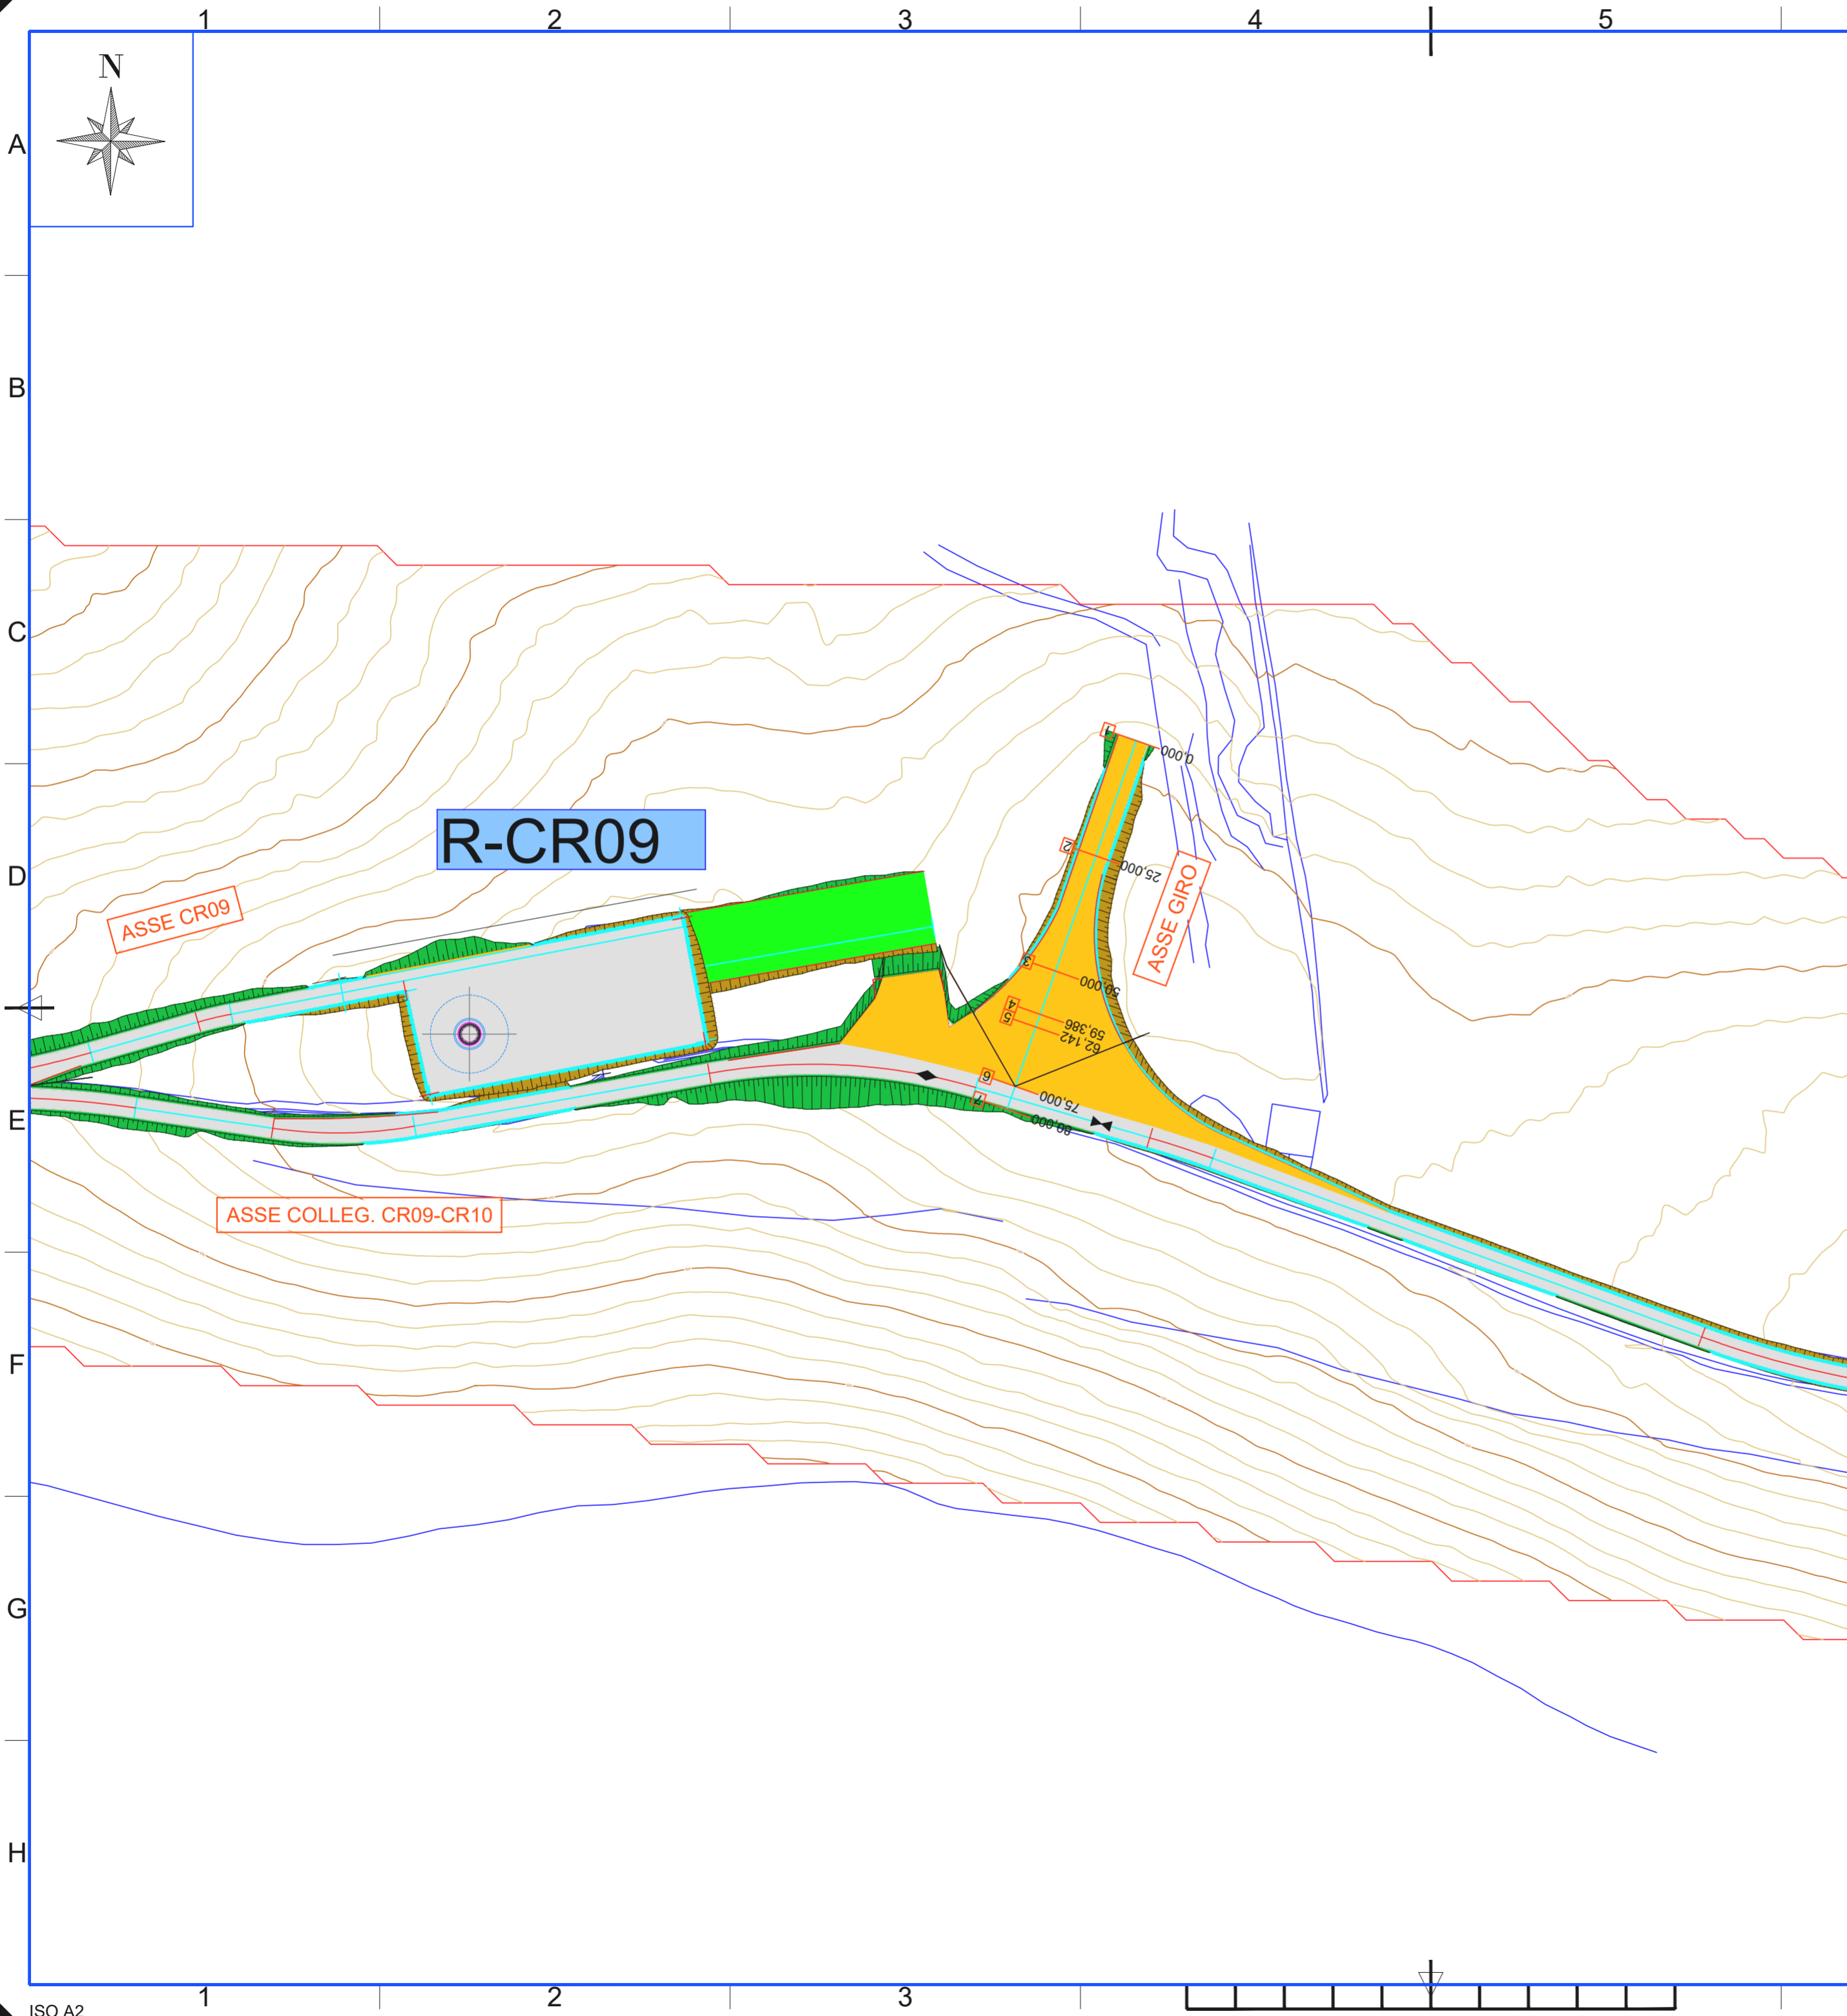 1 2 3 4 5
N
A
B
C
1
0,000
R-CR09
2
25,000
D
ASSE CR09
ASSE GIRO
3
50,000
4
59,386
5
62,142
6
75,000
7
80,000
E
ASSE COLLEG. CR09-CR10
F
G
H
1 2 3
ISO A2